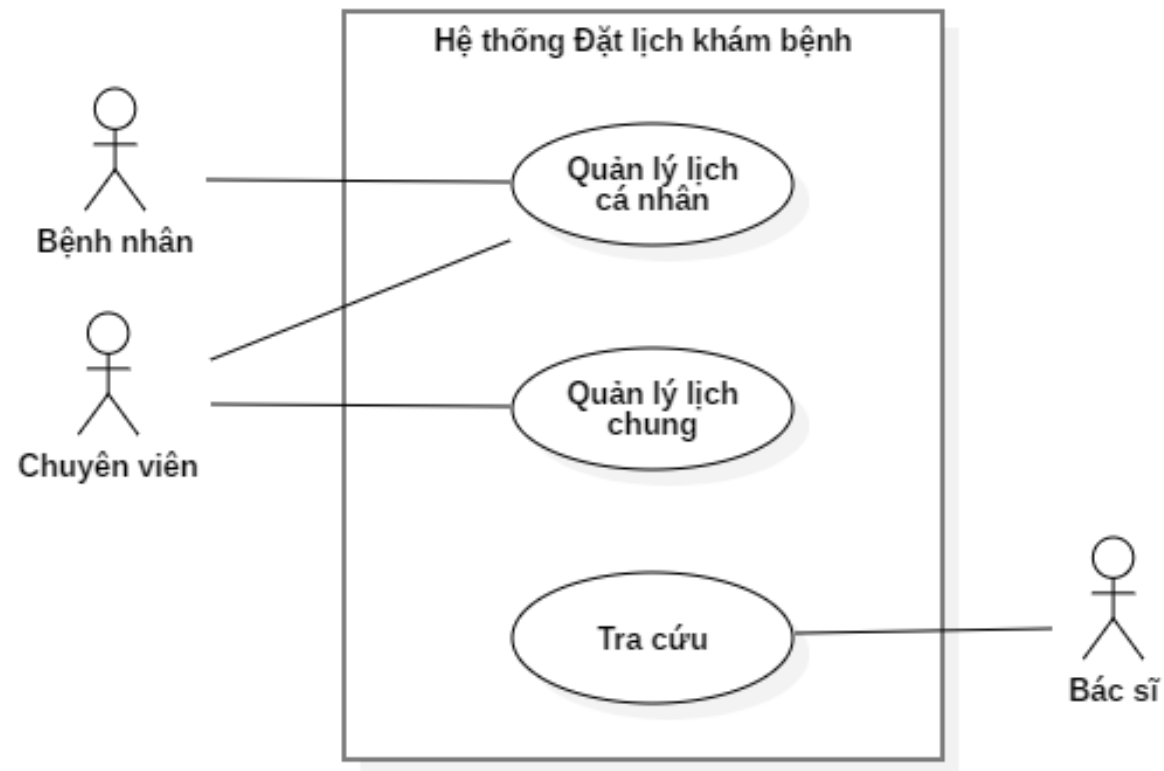 Hệ thống Đặt lịch khám bệnh
Quản lý lịch
cá nhân
Bệnh nhân
Quản lý lịch
chung
Chuyên viên
Tra cứu
Bác sĩ